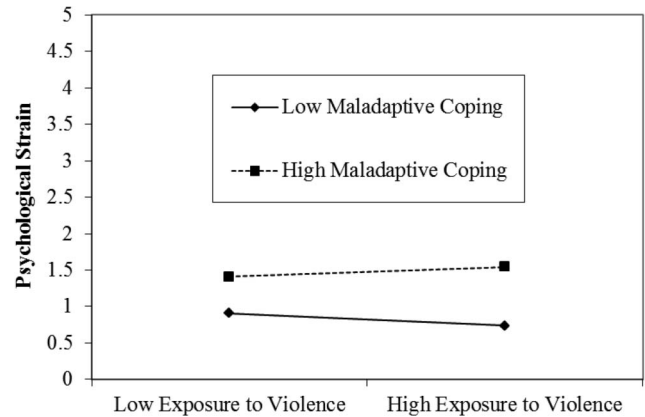 Psychological Strain
5
4.5
4
3.5
3
2.5
2
1.5
1
0.5
0
Low Maladaptive Coping
High Maladaptive Coping
Low Exposure to Violence
High Exposure to Violence